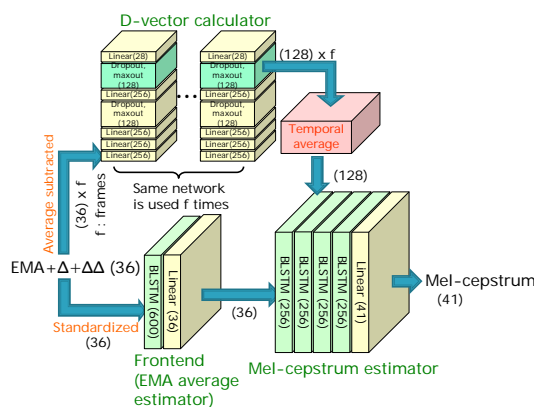 D-vector calculator
Linear(28)
Dropout,
maxout
(128)
Linear(256)
Dropout,
maxout
(128)
Linear(256)
Linear(256)
Linear(256)
...
Linear(28)
Dropout,
maxout
(128)
Linear(256)
Dropout,
maxout
(128)
Linear(256)
Linear(256)
Linear(256)
(128) x f
Temporal
average
(128)
Same network
is used f times
Average subtracted
(36) x f
f : frames
EMA+Δ+ΔΔ (36)
Standardized
(36)
BLSTM (600)
Linear (36)
Frontend
(EMA average
estimator)
(36)
BLSTM (256)
BLSTM (256)
BLSTM (256)
BLSTM (256)
Linear (41)
Mel-cepstrum estimator
Mel-cepstrum
(41)